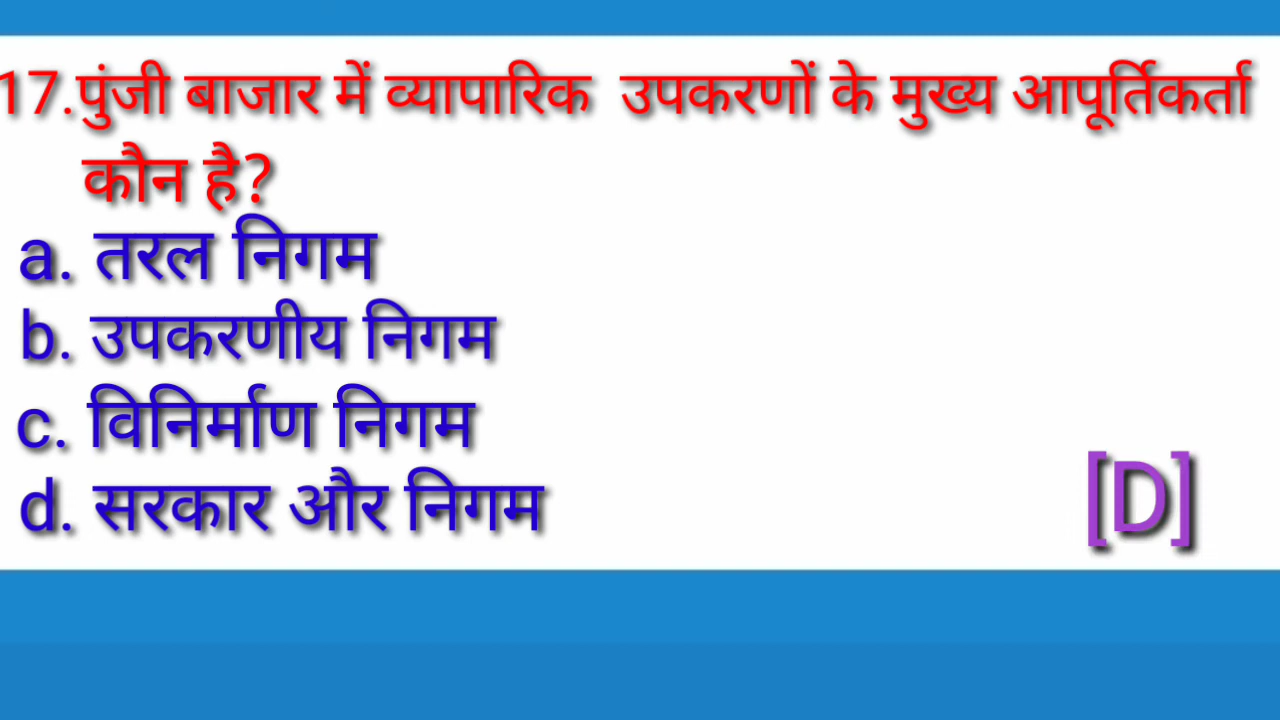 17.पुंजी बाजार में व्यापारिक उपकरणों के मुख्य आपूर्तिकर्ता
कौन है?
a. तरल निगम
b. उपकरणीय निगम
c. विनिर्माण निगम
d. सरकार और निगम
[D]